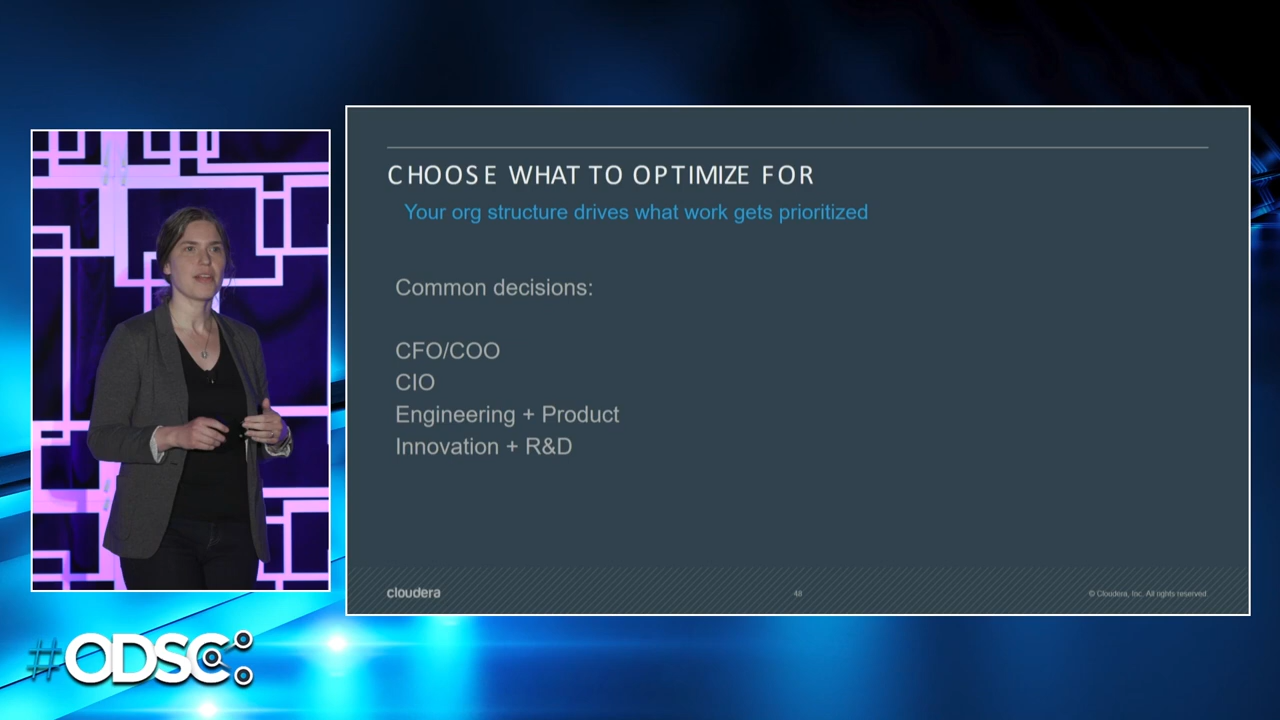 CHOOSE WHAT TO OPTIMIZE FOR
Your org structure drives what work gets prioritized
Common decisions:
CFO/COO
CIO
Engineering + Product
Innovation + R&D
cloudera
48
© Cloudera, Inc. All rights reserved.
#ODSC